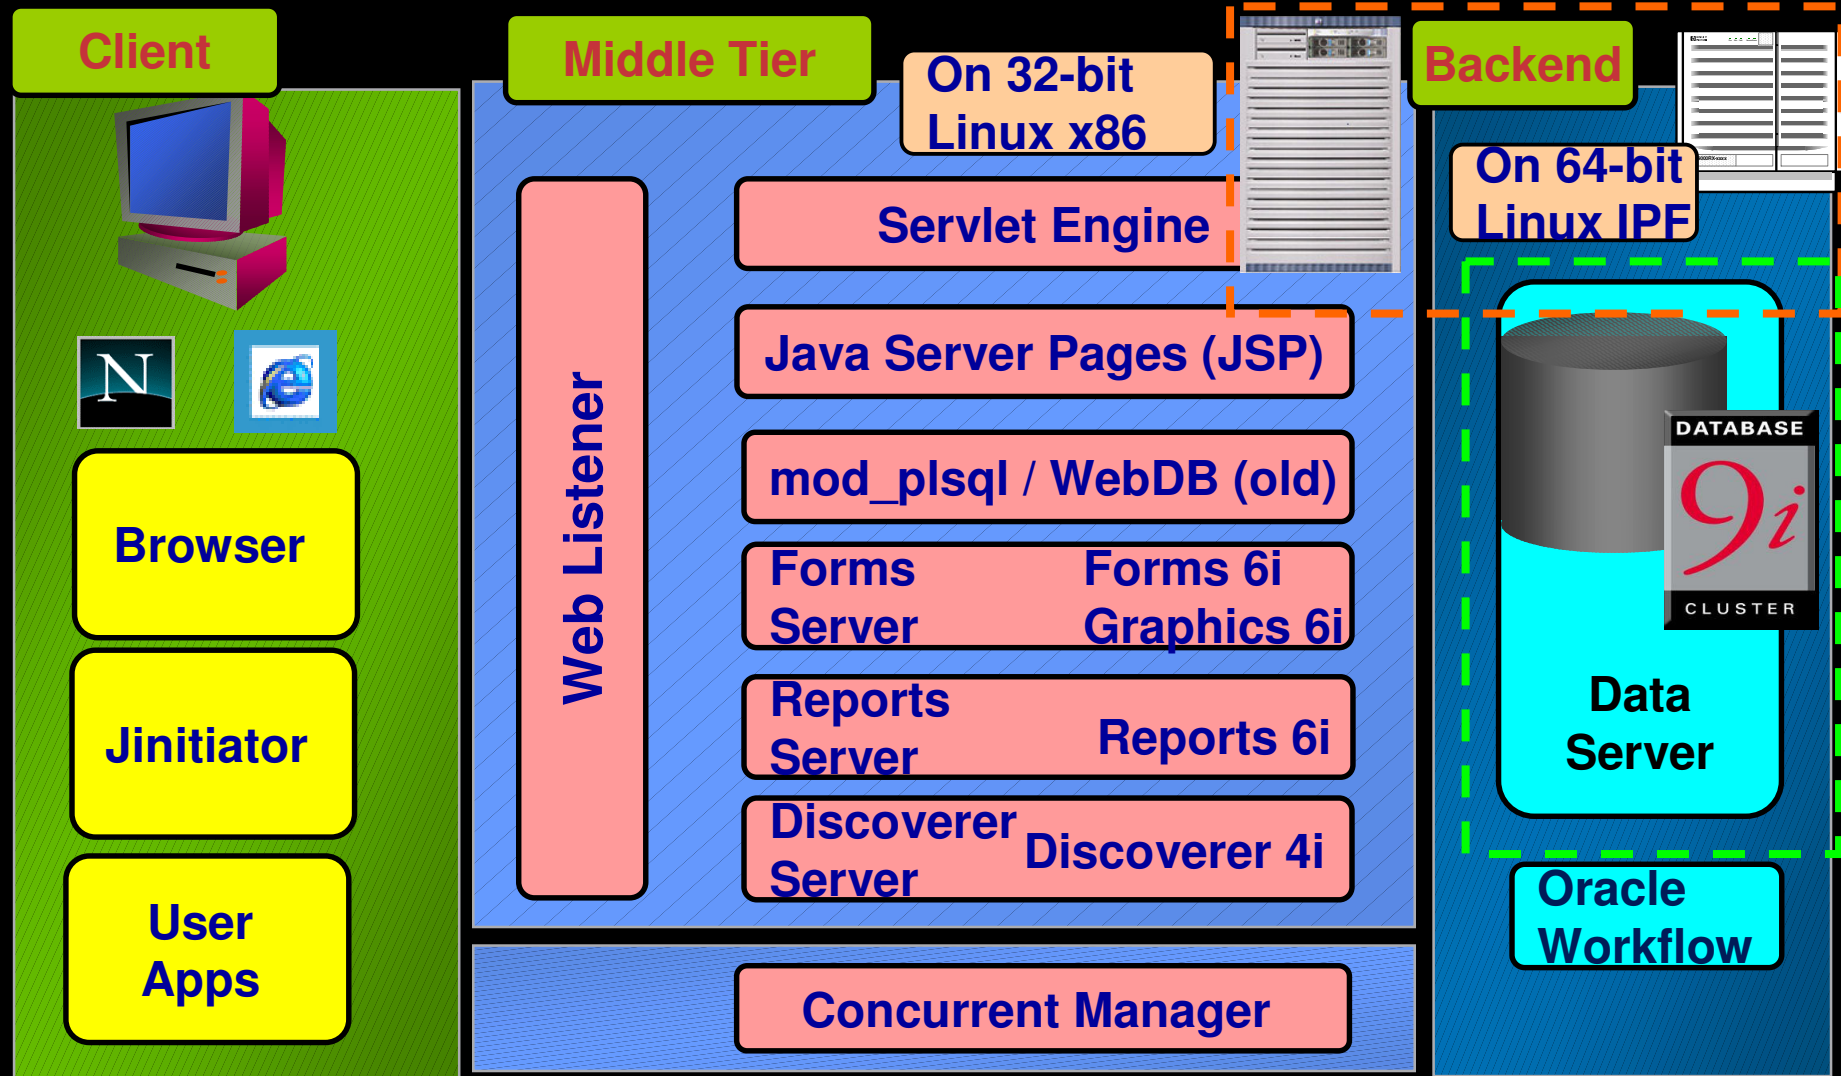 Client
N
e
Browser
Jinitiator
User
Apps
Middle Tier
On 32-bit
Linux x86
Web Listener
Servlet Engine
Java Server Pages (JSP)
mod_plsql / WebDB (old)
Forms
Server
Forms 6i
Graphics 6i
Reports
Server
Reports 6i
Discoverer
Server
Discoverer 4i
Concurrent Manager
Backend
On 64-bit
Linux IPF
DATABASE
9i
CLUSTER
Data
Server
Oracle
Workflow